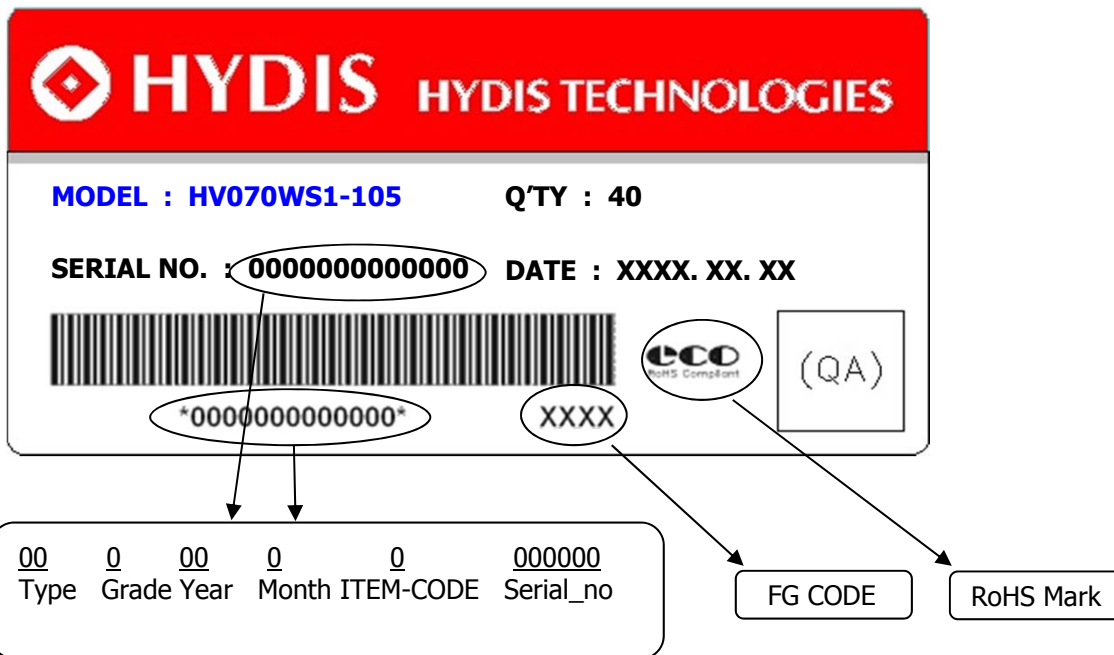 HYDIS HYDIS TECHNOLOGIES
MODEL : HV070WS1-105 Q'TY : 40
SERIAL NO. : 0000000000000 DATE : XXXX. XX. XX
eco
RoHS Compliant
(QA)
*0000000000000* XXXX
00 0 00 0 0 000000
Type Grade Year Month ITEM-CODE Serial_no
FG CODE
RoHS Mark